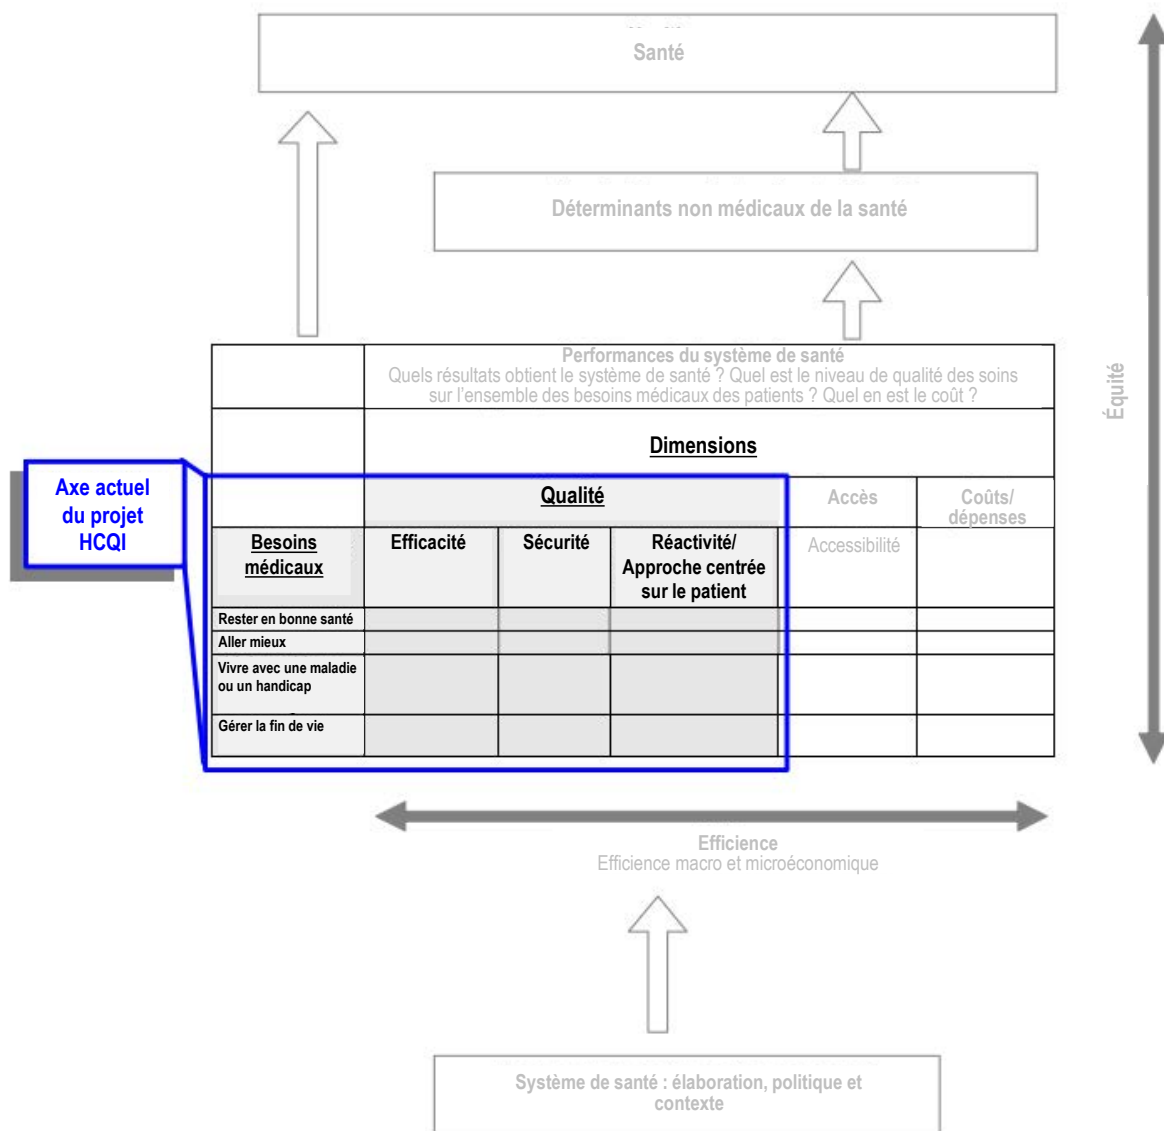 Santé
Déterminants non médicaux de la santé
Performances du système de santé
Quels résultats obtient le système de santé ? Quel est le niveau de qualité des soins
sur l'ensemble des besoins médicaux des patients ? Quel en est le coût ?
Dimensions
Axe actuel
du projet
HCQI
Qualité
Accès
Coûts/
dépenses
Besoins
médicaux
Efficacité
Sécurité
Réactivité/
Approche centrée
sur le patient
Accessibilité
Rester en bonne santé
Aller mieux
Vivre avec une maladie
ou un handicap
Gérer la fin de vie
Équité
Efficience
Efficience macro et microéconomique
Système de santé : élaboration, politique et
contexte